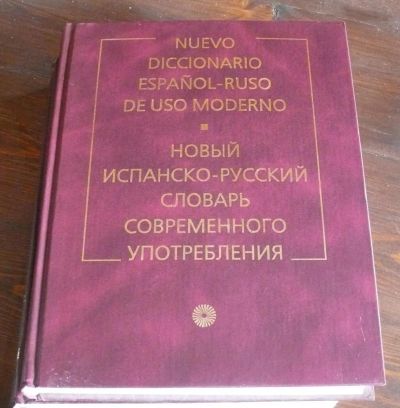 NUEVO
DICCIONARIO
ESPAÑOL-RUSO
DE USO MODERNO
НОВЫЙ
ИСПАНСКО-РУССКИЙ
СЛОВАРЬ
СОВРЕМЕННОГО
УПОТРЕБЛЕНИЯ